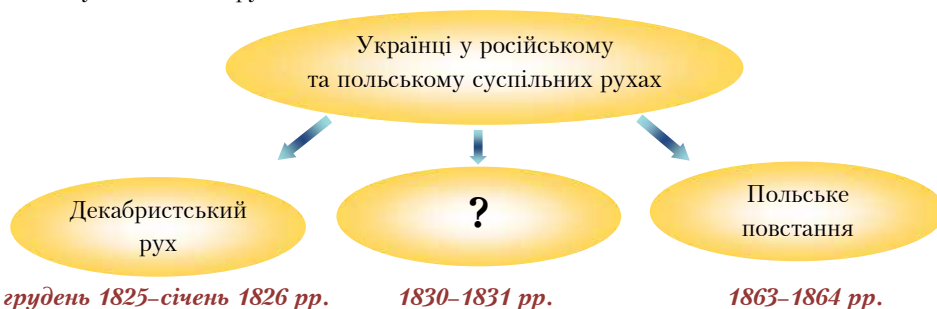 Українці у російському
та польському суспільних рухах
Декабристський
рух
?
Польське
повстання
грудень 1825–січень 1826 рр.
1830–1831 рр.
1863–1864 рр.